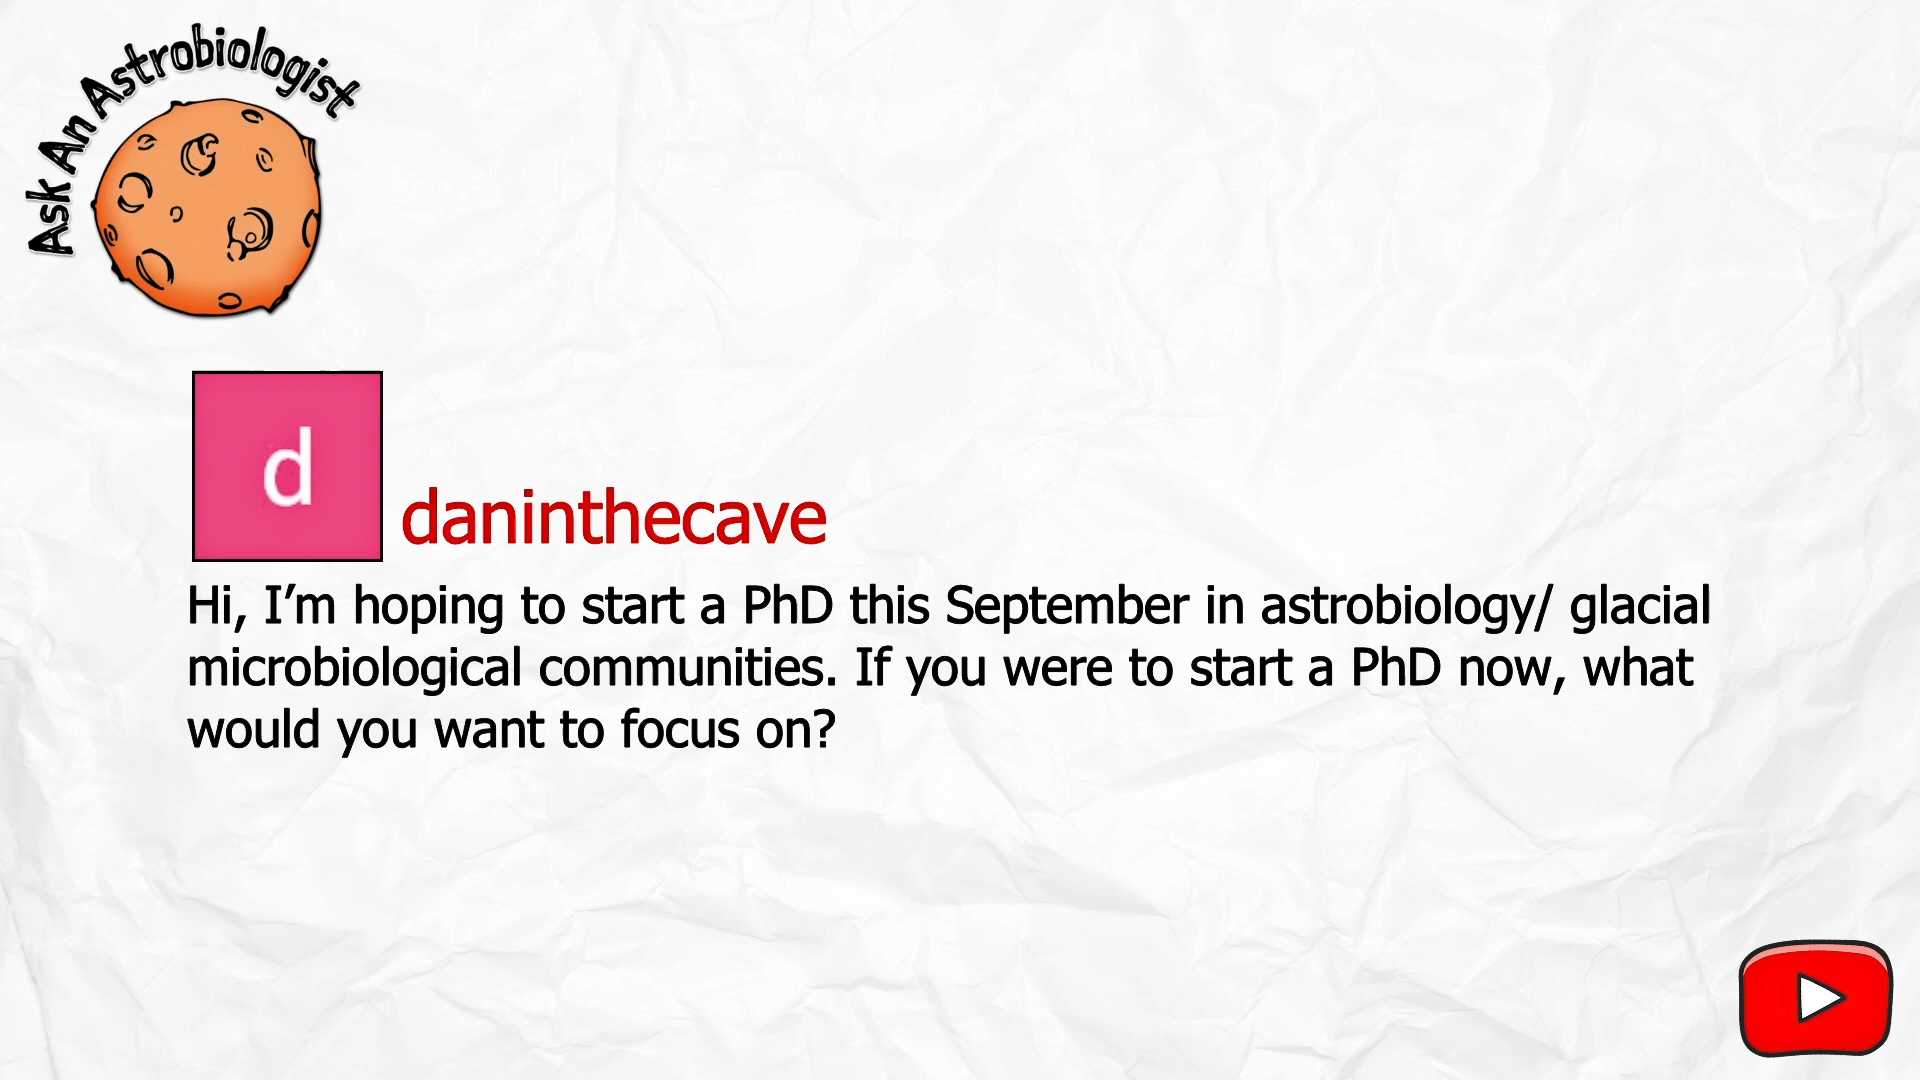 Ask An Astrobiologist
d
daninthecave
Hi, I’m hoping to start a PhD this September in astrobiology/ glacial
microbiological communities. If you were to start a PhD now, what
would you want to focus on?